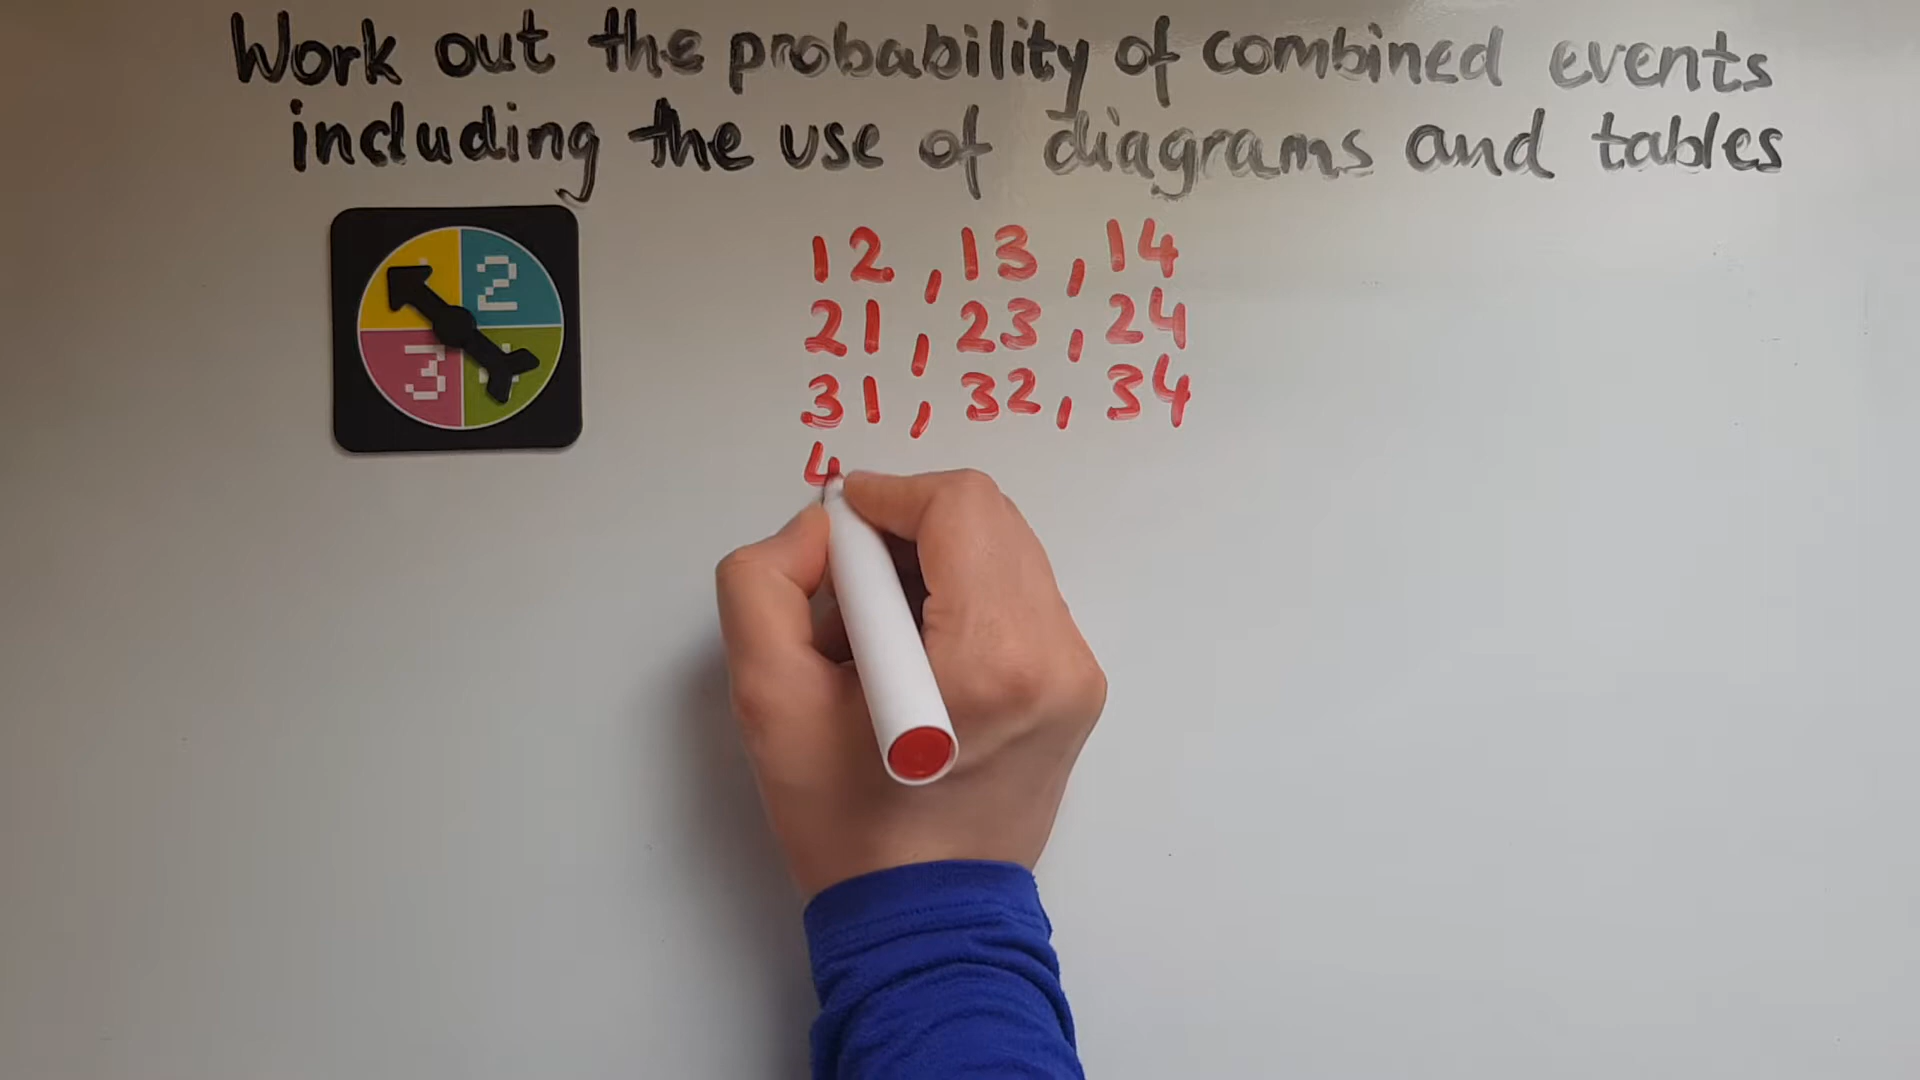 Work out the probability of combined events
including the use of diagrams and tables
2
3
12, 13, 14
21, 23, 24
31, 32, 34
4